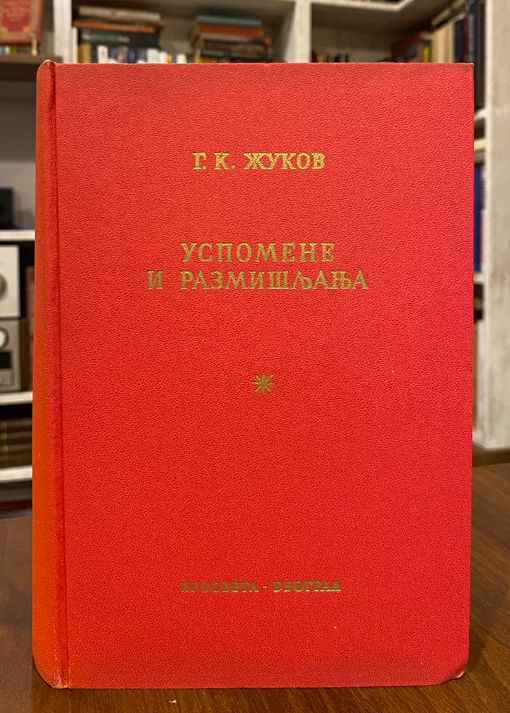 Г. К. ЖУКОВ
УСПОМЕНЕ
И РАЗМИШЉАЊА
ПРОСВЕТА - БЕОГРАД